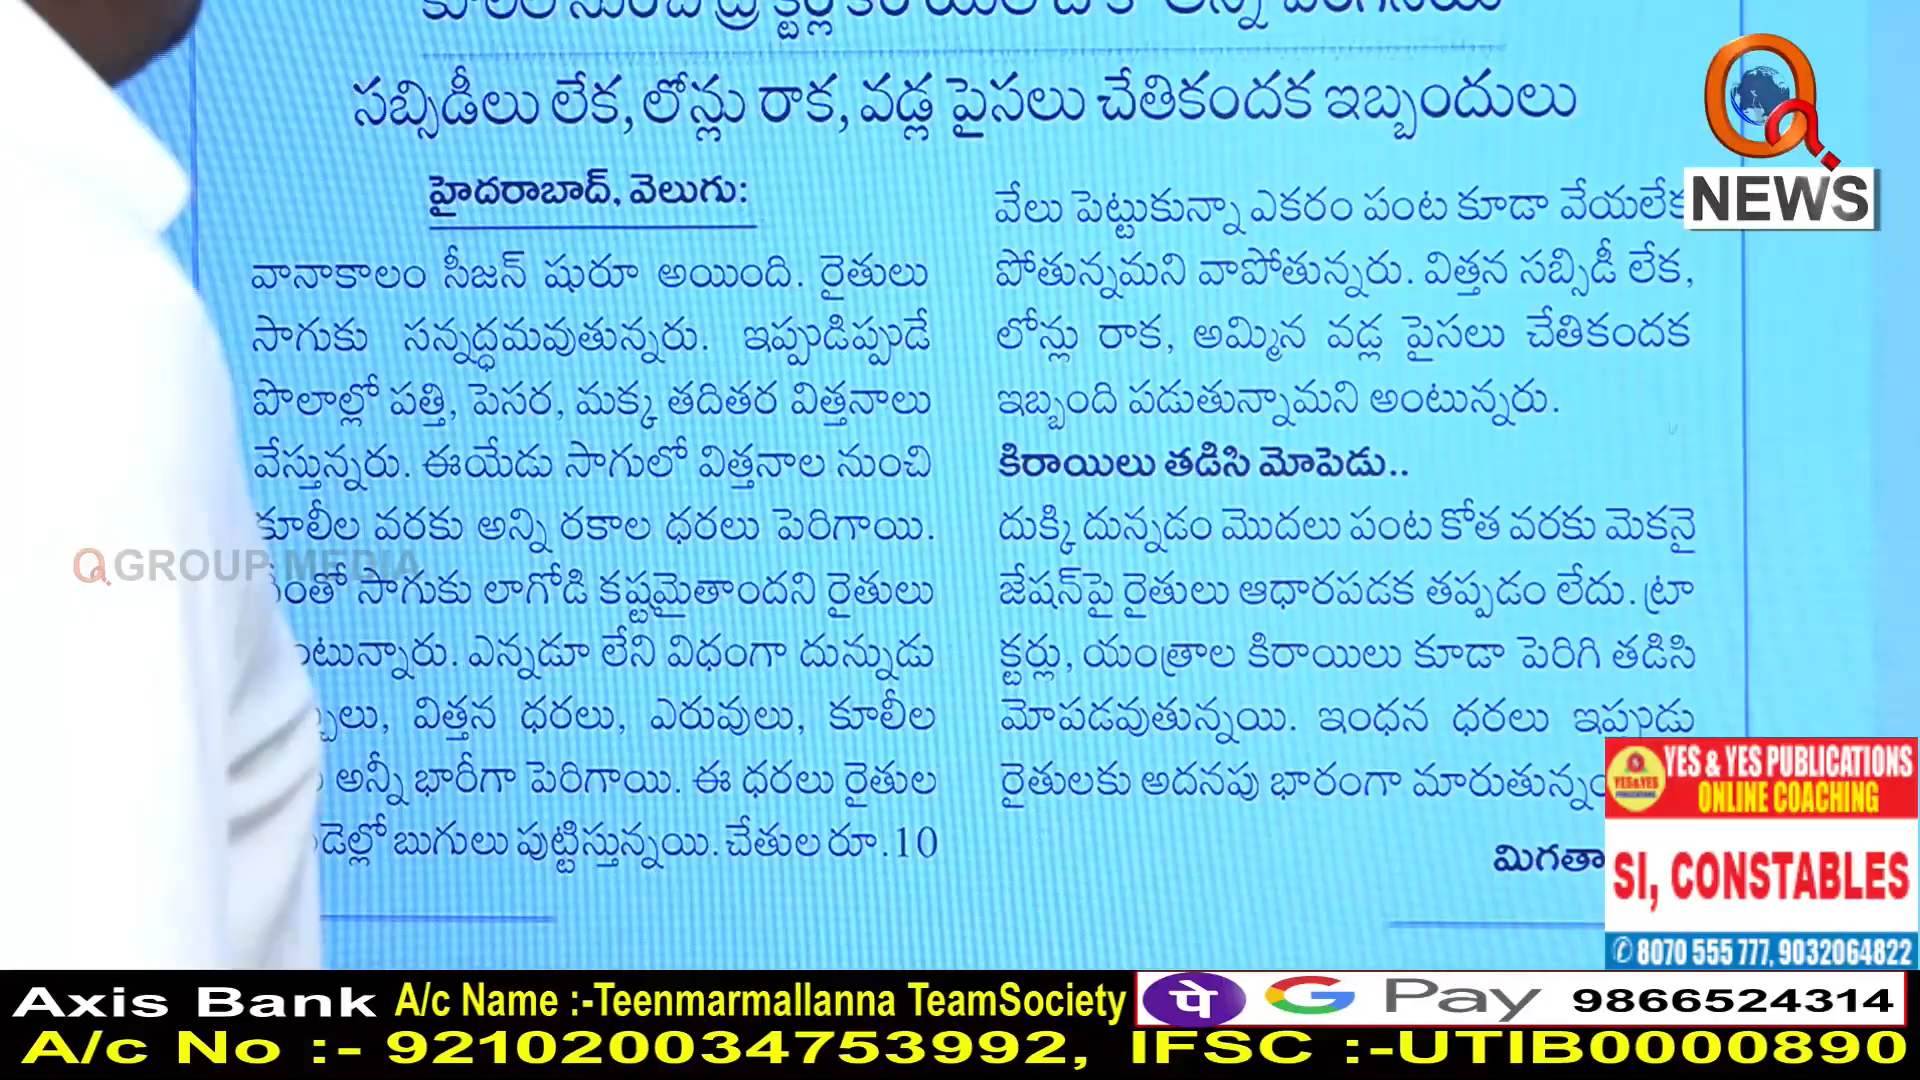 సబ్సిడీలు లేక, లోన్లు రాక, వడ్ల పైసలు చేతికందక ఇబ్బందులు
హైదరాబాద్, వెలుగు:
వానాకాలం సీజన్ షురూ అయింది. రైతులు
సాగుకు సన్నద్ధమవుతున్నరు. ఇప్పుడిప్పుడే
పొలాల్లో పత్తి, పెసర, మక్క తదితర విత్తనాలు
వేస్తున్నరు. ఈయేడు సాగులో విత్తనాల నుంచి
కూలీల వరకు అన్ని రకాల ధరలు పెరిగాయి.
సాగుకు లాగోడి కష్టమైతాందని రైతులు
ఎన్నడూ లేని విధంగా దున్నుడు
విత్తన ధరలు, ఎరువులు, కూలీల
అన్నీ భారీగా పెరిగాయి. ఈ ధరలు రైతుల
బుగులు పుట్టిస్తున్నయి. చేతుల రూ.10
వేలు పెట్టుకున్నా ఎకరం పంట కూడా వేయలేక
పోతున్నమని వాపోతున్నరు. విత్తన సబ్సిడీ లేక,
లోన్లు రాక, అమ్మిన వడ్ల పైసలు చేతికందక
ఇబ్బంది పడుతున్నామని అంటున్నరు.
కిరాయిలు తడిసి మోపెడు..
దుక్కి దున్నడం మొదలు పంట కోత వరకు మెకనై
జేషన్‌పై రైతులు ఆధారపడక తప్పడం లేదు. ట్రా
క్టర్లు, యంత్రాల కిరాయిలు కూడా పెరిగి తడిసి
మోపడవుతున్నయి. ఇంధన ధరలు ఇప్పుడు
రైతులకు అదనపు భారంగా
మిగతా
Q
NEWS
Q GROUP MEDIA
YES & YES PUBLICATIONS
ONLINE COACHING
SI, CONSTABLES
8070 555 777, 9032064822
Axis Bank A/c Name :-Teenmarmallanna TeamSociety
पे G Pay 9866524314
A/c No :- 921020034753992, IFSC :-UTIB0000890